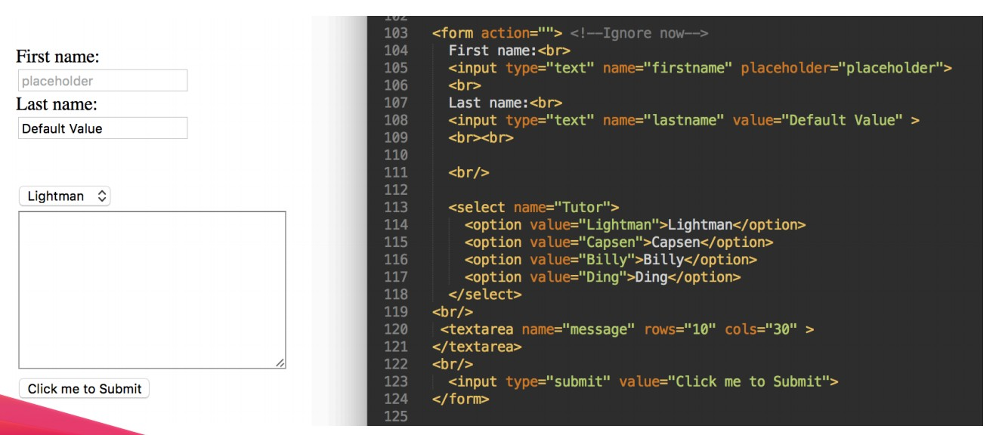 First name:
placeholder
Last name:
Default Value
Lightman
Click me to Submit
102
103 <form action=""> <!--Ignore now-->
104 First name:<br>
105 <input type="text" name="firstname" placeholder="placeholder">
106 <br>
107 Last name:<br>
108 <input type="text" name="lastname" value="Default Value" >
109 <br><br>
110
111 <br/>
112
113 <select name="Tutor">
114 <option value="Lightman">Lightman</option>
115 <option value="Capsen">Capsen</option>
116 <option value="Billy">Billy</option>
117 <option value="Ding">Ding</option>
118 </select>
119 <br/>
120 <textarea name="message" rows="10" cols="30" >
121 </textarea>
122 <br/>
123 <input type="submit" value="Click me to Submit">
124 </form>
125